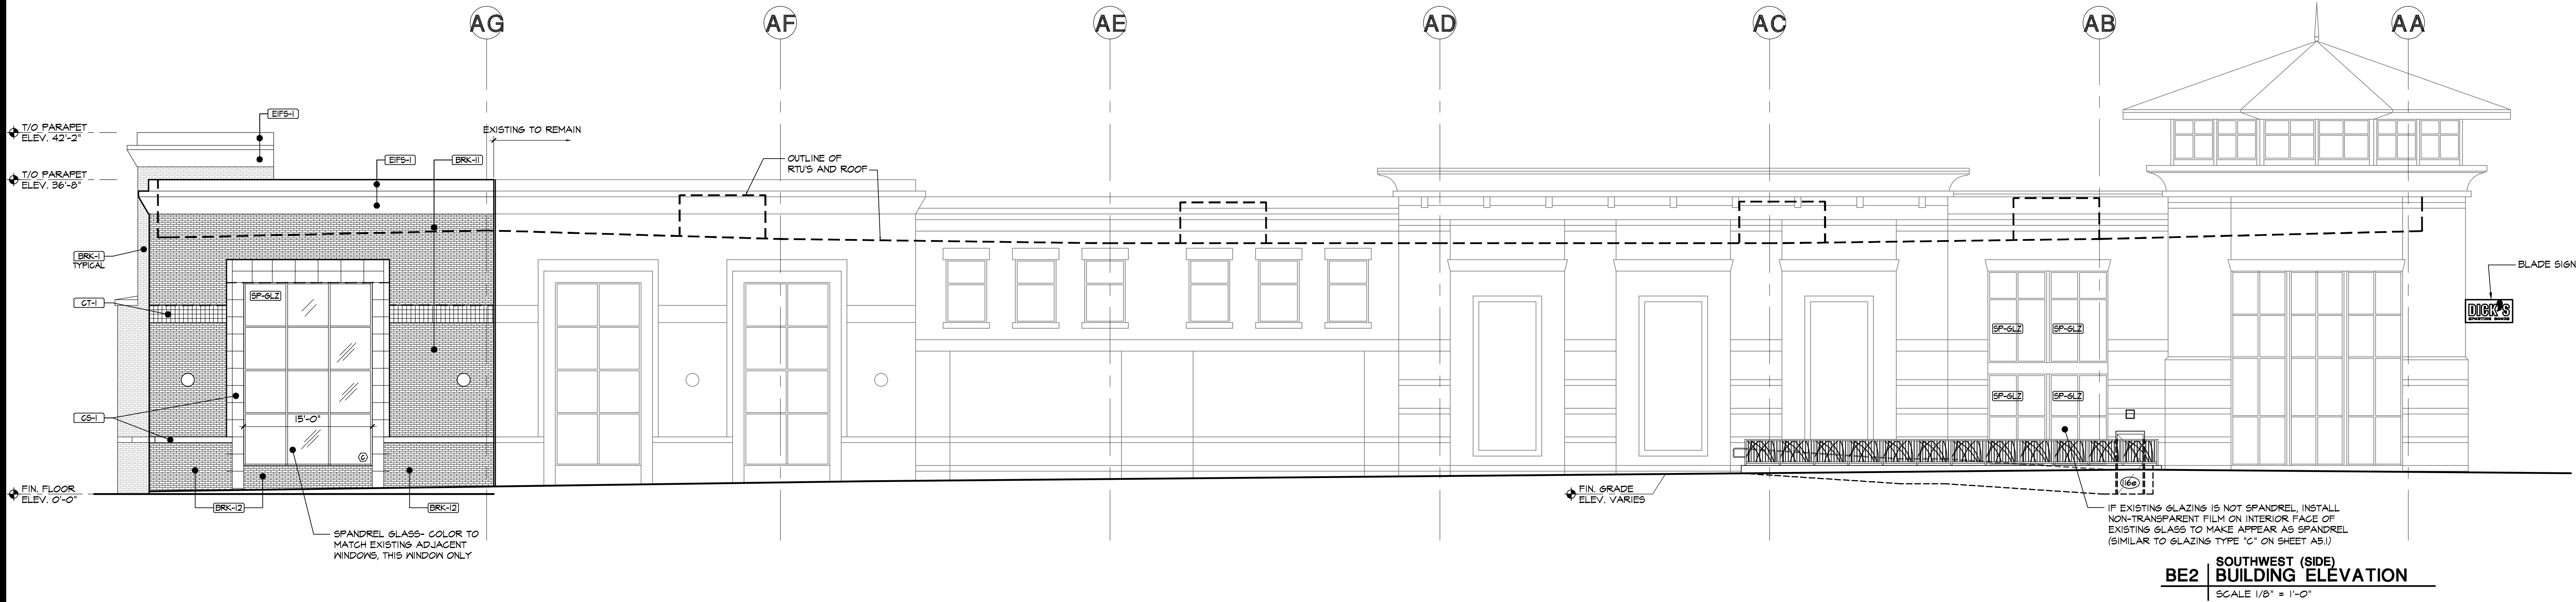 AG
AF
AE
AD
AC
AB
AA
EIFS-1
T/O PARAPET
ELEV. 42'-2"
EXISTING TO REMAIN
EIFS-1
BRK-11
OUTLINE OF
RTU'S AND ROOF
T/O PARAPET
ELEV. 36'-8"
BRK-1
TYPICAL
BLADE SIGN
CT-1
SP-GLZ
DICK'S
SPORTING GOODS
SP-GLZ
SP-GLZ
SP-GLZ
SP-GLZ
CS-1
15'-0"
C
FIN. FLOOR
ELEV. 0'-0"
116e
FIN. GRADE
ELEV. VARIES
BRK-12
BRK-12
SPANDREL GLASS- COLOR TO
MATCH EXISTING ADJACENT
WINDOWS, THIS WINDOW ONLY
IF EXISTING GLAZING IS NOT SPANDREL, INSTALL
NON-TRANSPARENT FILM ON INTERIOR FACE OF
EXISTING GLASS TO MAKE APPEAR AS SPANDREL
(SIMILAR TO GLAZING TYPE "C" ON SHEET A5.1)
BE2
SOUTHWEST (SIDE)
BUILDING ELEVATION
SCALE 1/8" = 1'-0"